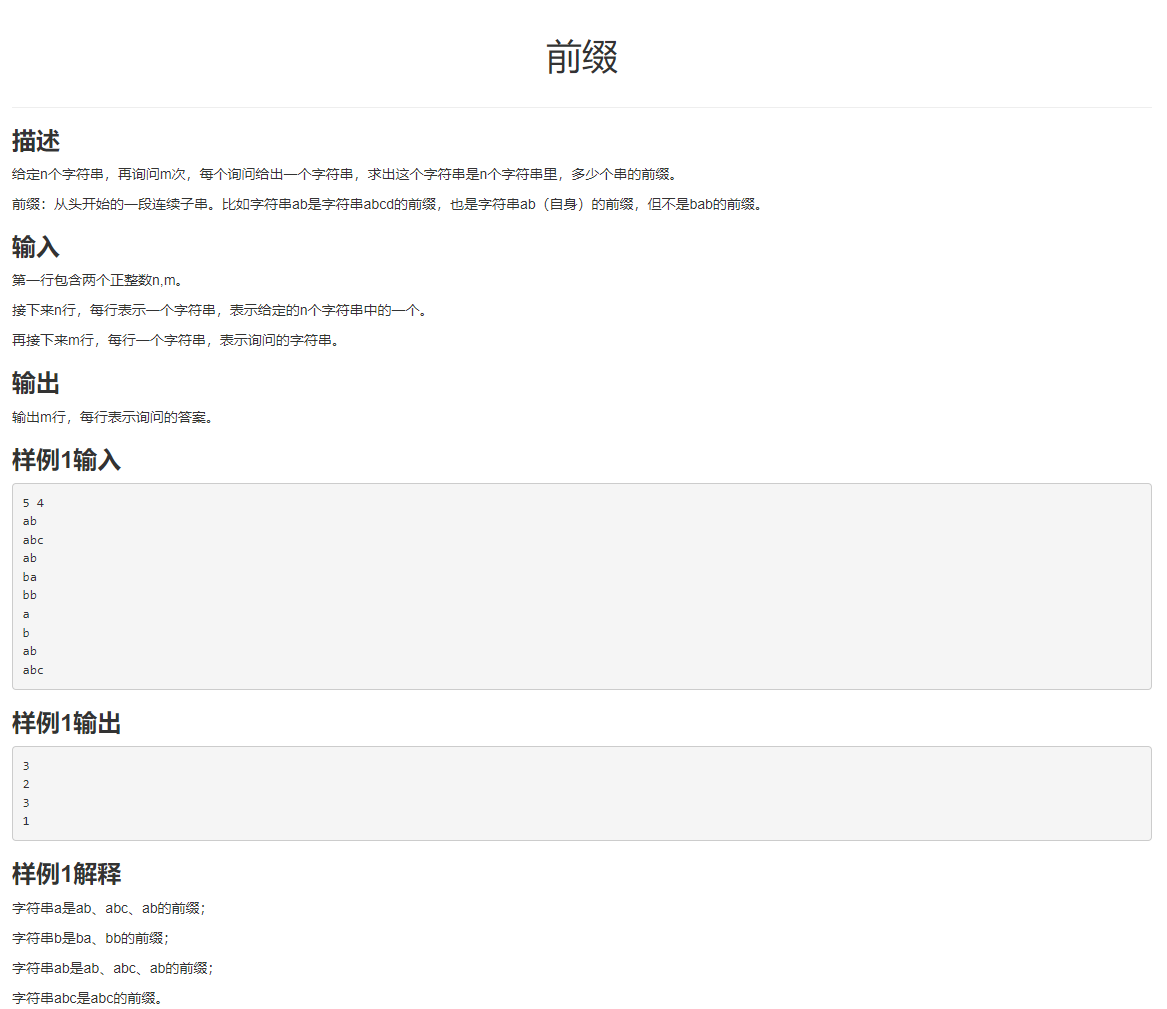 前缀
描述
给定n个字符串，再询问m次，每个询问给出一个字符串，求出这个字符串是n个字符串里，多少个串的前缀。
前缀：从头开始的一段连续子串。比如字符串ab是字符串abcd的前缀，也是字符串ab（自身）的前缀，但不是bab的前缀。
输入
第一行包含两个正整数n,m。
接下来n行，每行表示一个字符串，表示给定的n个字符串中的一个。
再接下来m行，每行一个字符串，表示询问的字符串。
输出
输出m行，每行表示询问的答案。
样例1输入
5 4
ab
abc
ab
ba
bb
a
b
ab
abc
样例1输出
3
2
3
1
样例1解释
字符串a是ab、abc、ab的前缀；
字符串b是ba、bb的前缀；
字符串ab是ab、abc、ab的前缀；
字符串abc是abc的前缀。